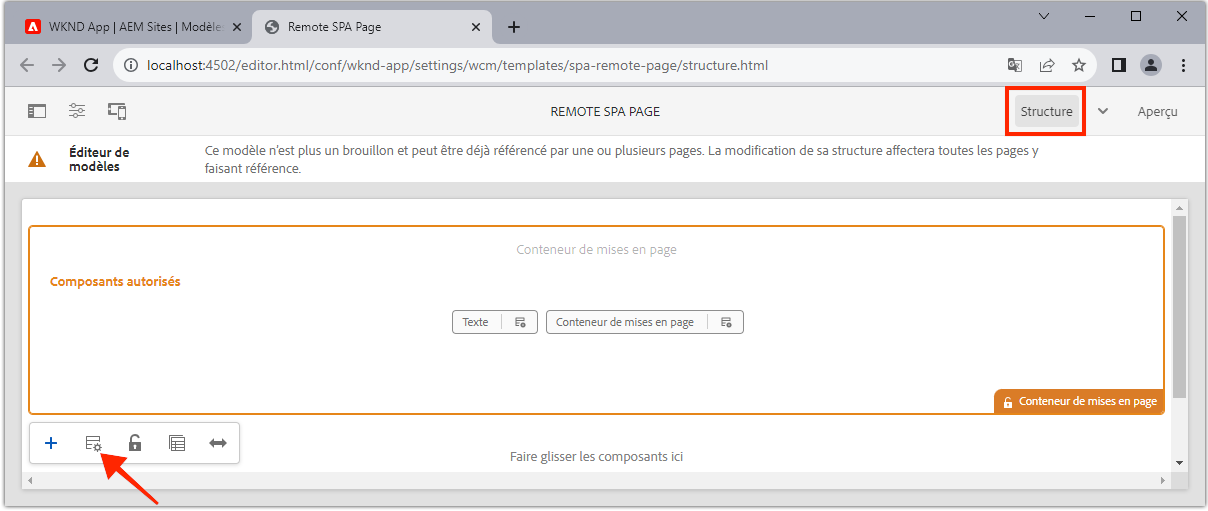 WKND App | AEM Sites | Modèle
Remote SPA Page
localhost:4502/editor.html/conf/wknd-app/settings/wcm/templates/spa-remote-page/structure.html
REMOTE SPA PAGE
Structure
Aperçu
Éditeur de
modèles
Ce modèle n’est plus un brouillon et peut être déjà référencé par une ou plusieurs pages. La modification de sa structure affectera toutes les pages y
faisant référence.
Conteneur de mises en page
Composants autorisés
Texte
Conteneur de mises en page
Conteneur de mises en page
Faire glisser les composants ici